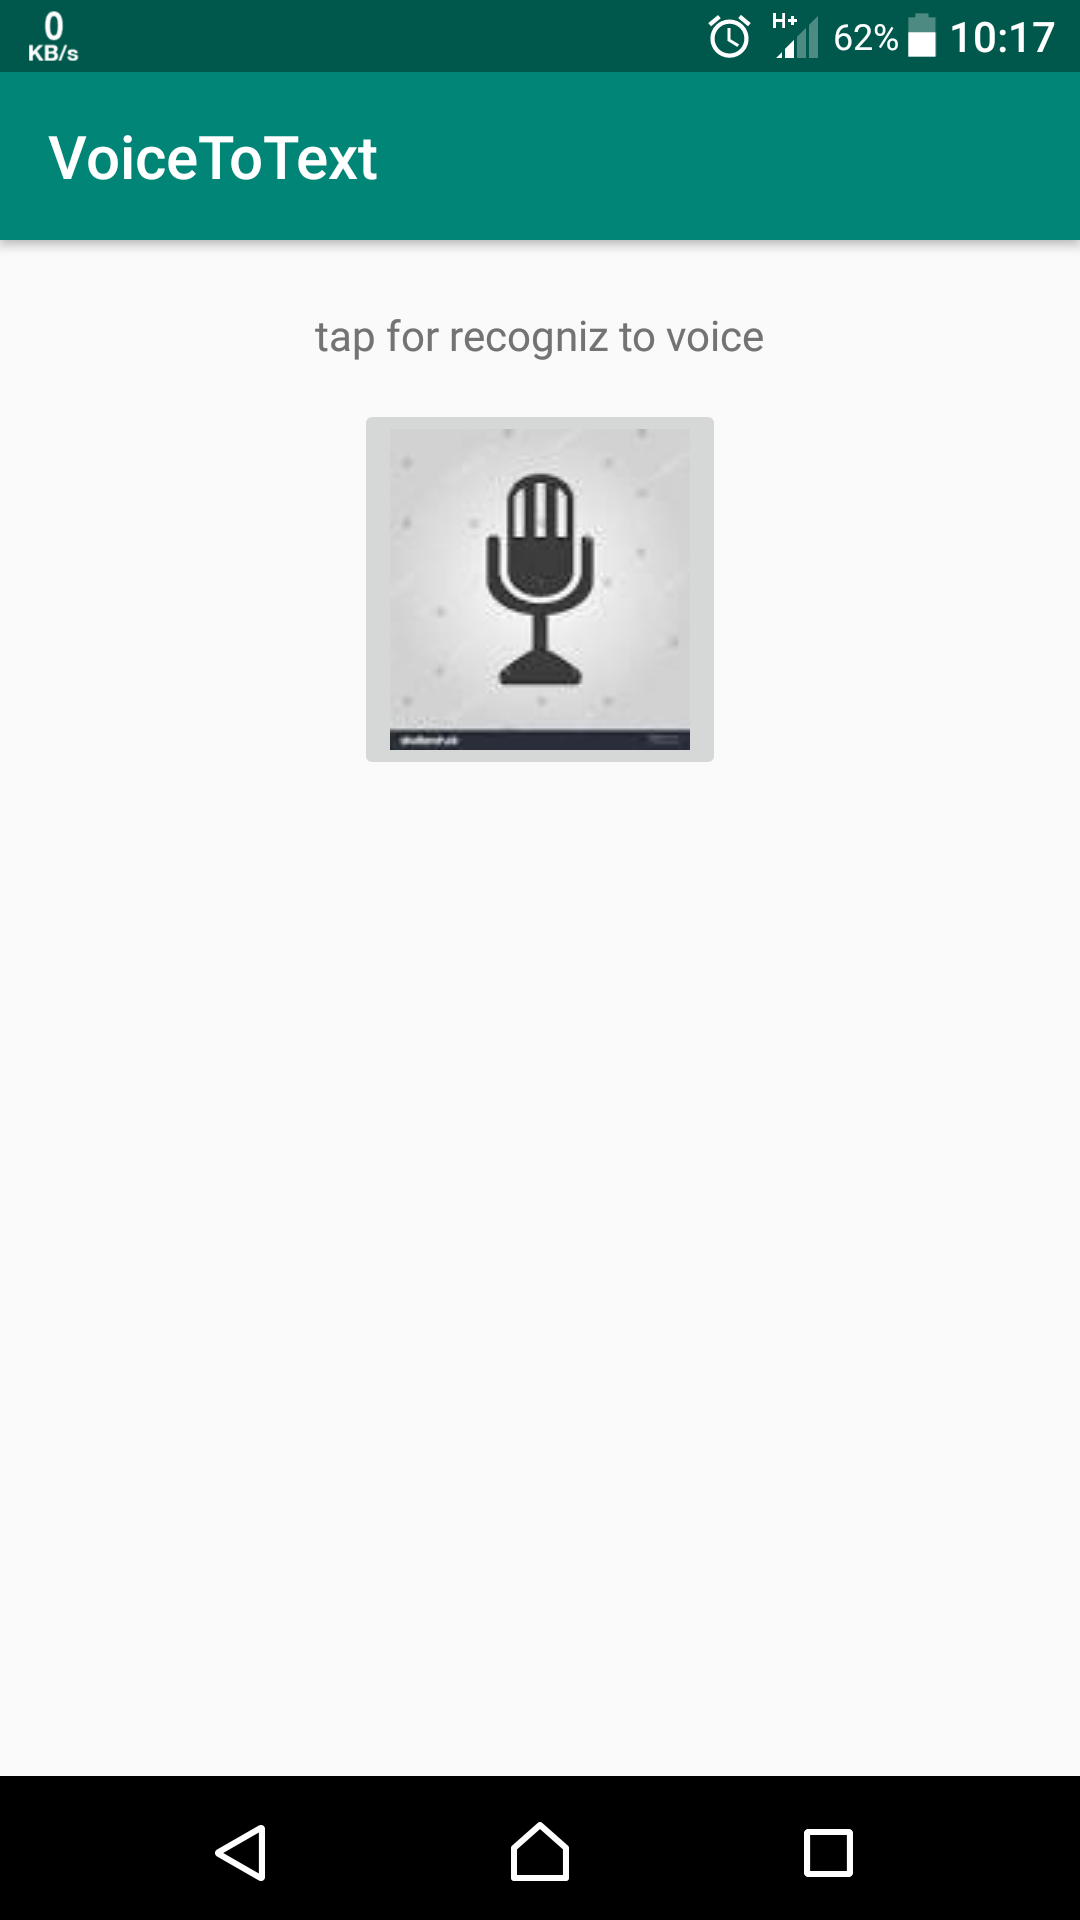 0
KB/s
H+ 62% 10:17
VoiceToText
tap for recogniz to voice